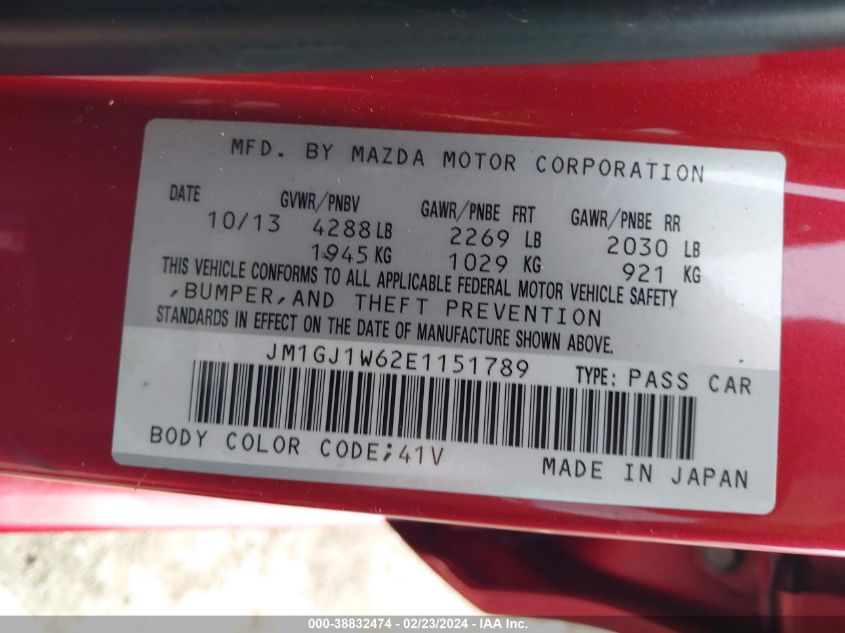 MFD. BY MAZDA MOTOR CORPORATION
DATE GVWR/PNBV GAWR/PNBE FRT GAWR/PNBE RR
10/13 4288 LB 2269 LB 2030 LB
1945 KG 1029 KG 921 KG
THIS VEHICLE CONFORMS TO ALL APPLICABLE FEDERAL MOTOR VEHICLE SAFETY
,BUMPER,AND THEFT PREVENTION
STANDARDS IN EFFECT ON THE DATE OF MANUFACTURE SHOWN ABOVE.
JM1GJ1W62E1151789 TYPE: PASS CAR
BODY COLOR CODE;41V MADE IN JAPAN
000-38832474 - 02/23/2024 - IAA Inc.